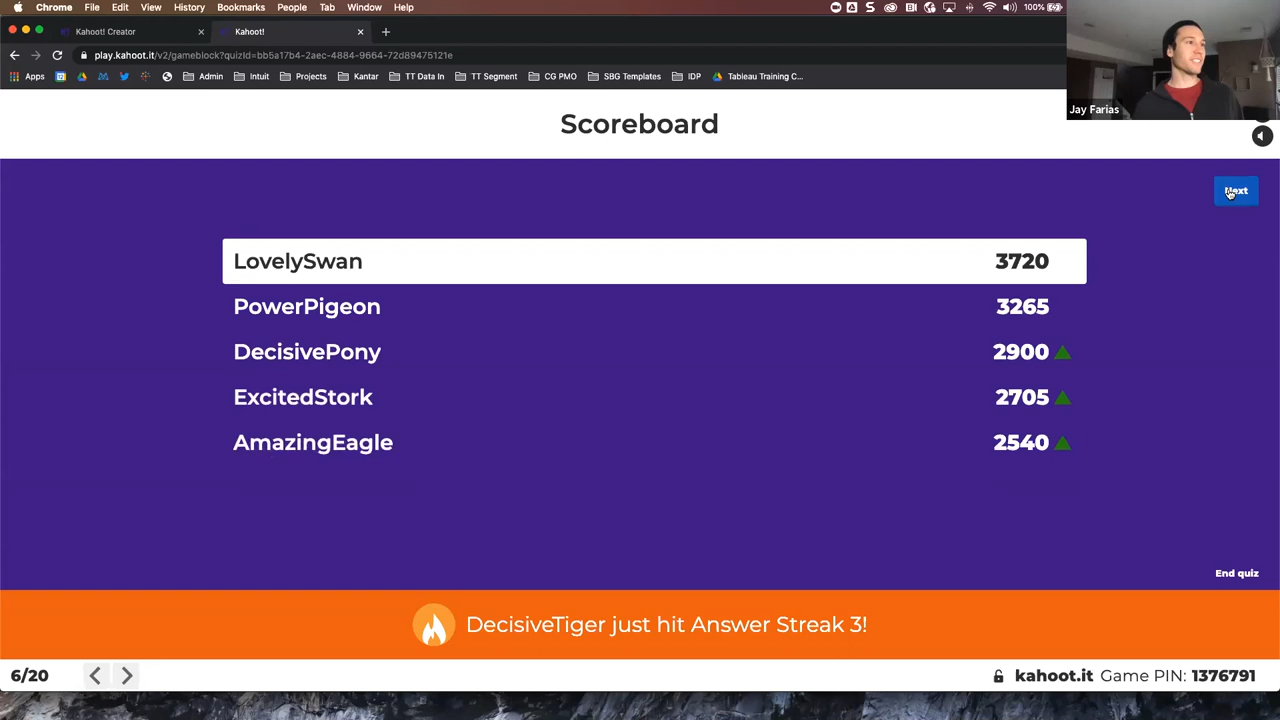 Chrome File Edit View History Bookmarks People Tab Window Help 100%
Kahoot! Creator Kahoot!
play.kahoot.it/v2/gameblock?quizId=bb5a17b4-2aec-4884-9664-72d89475121e
Apps Admin Intuit Projects Kantar TT Data In TT Segment CG PMO SBG Templates IDP Tableau Training C...
Jay Farias
Scoreboard
Next
LovelySwan 3720
PowerPigeon 3265
DecisivePony 2900
ExcitedStork 2705
AmazingEagle 2540
End quiz
DecisiveTiger just hit Answer Streak 3!
6/20 kahoot.it Game PIN: 1376791